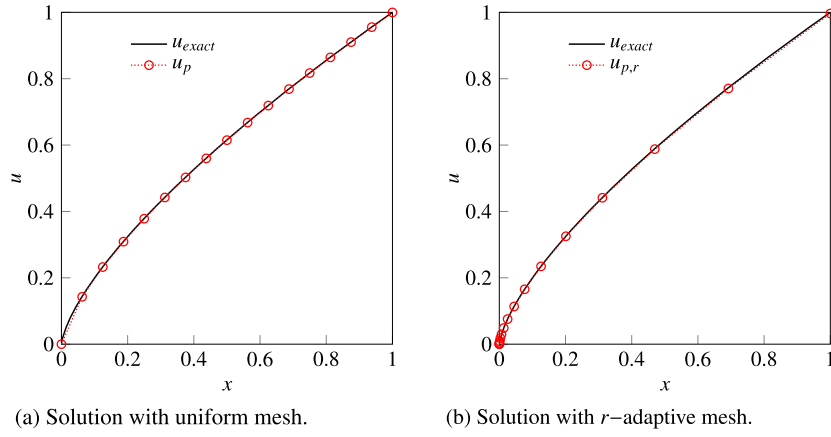 1
0.8
0.6
0.4
0.2
0
u
u_exact
u_p
0 0.2 0.4 0.6 0.8 1
x
(a) Solution with uniform mesh.
1
0.8
0.6
0.4
0.2
0
u
u_exact
u_p,r
0 0.2 0.4 0.6 0.8 1
x
(b) Solution with r−adaptive mesh.